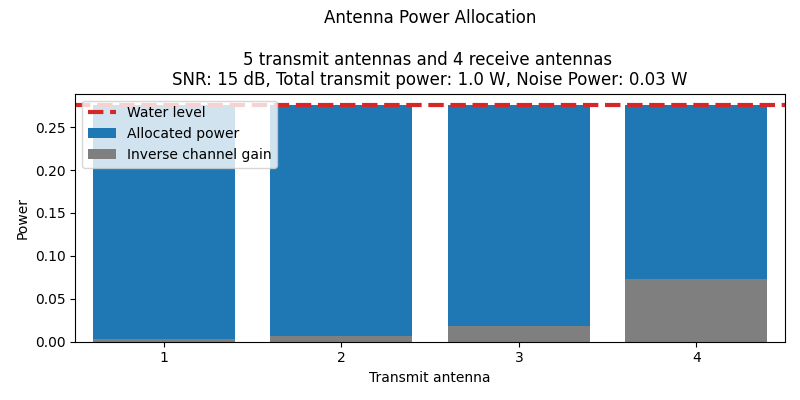 Antenna Power Allocation
5 transmit antennas and 4 receive antennas
SNR: 15 dB, Total transmit power: 1.0 W, Noise Power: 0.03 W
Water level
Allocated power
Inverse channel gain
Power
0.25
0.20
0.15
0.10
0.05
0.00
1 2 3 4
Transmit antenna